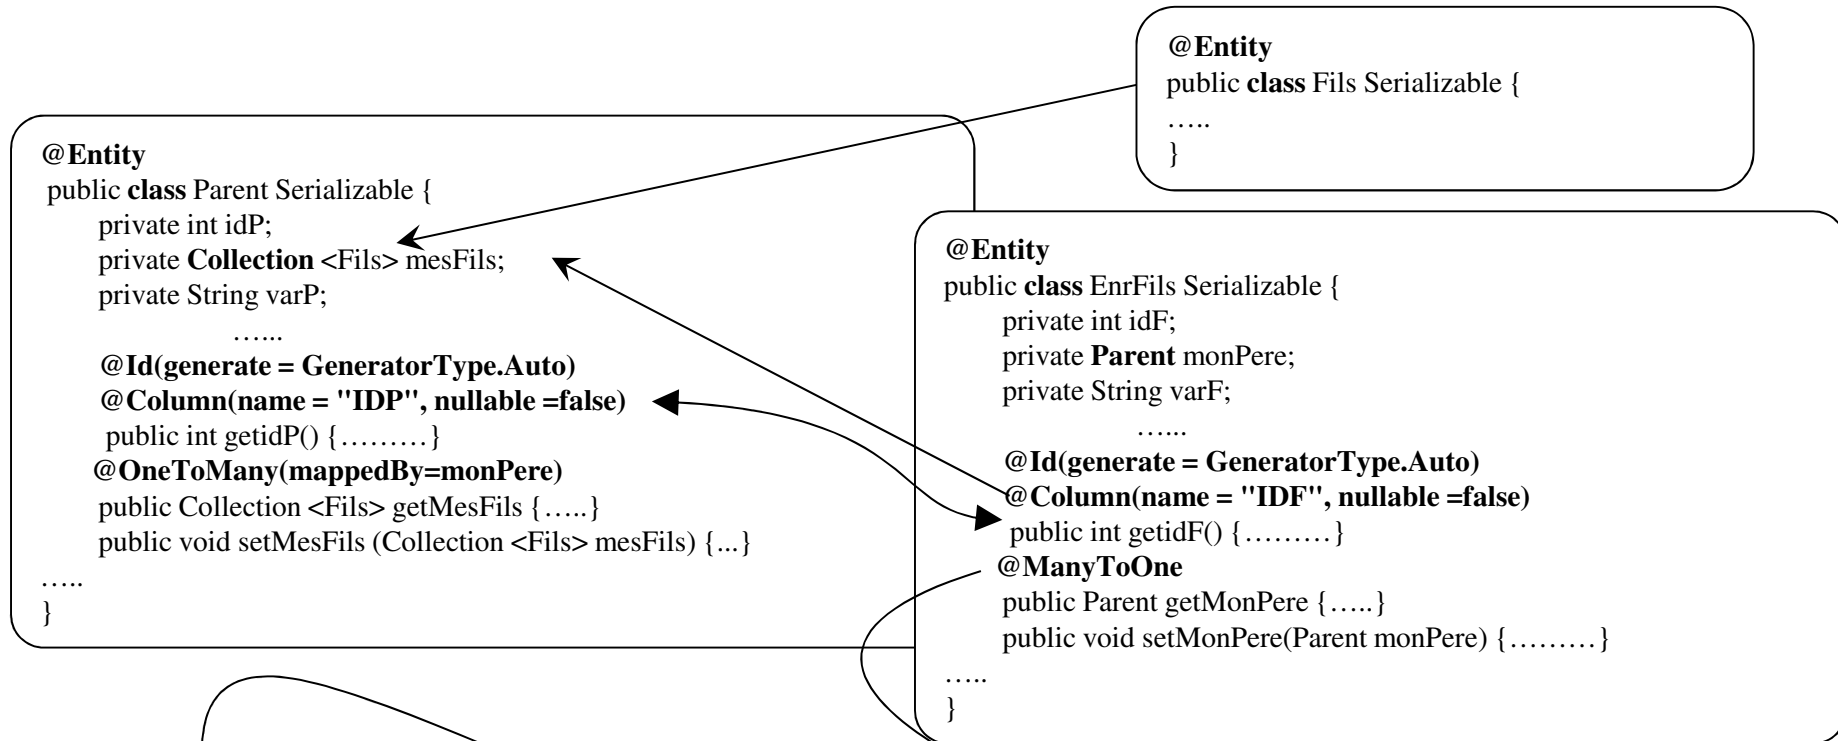 @Entity
public class Fils Serializable {
…..
}
@Entity
public class Parent Serializable {
private int idP;
private Collection <Fils> mesFils;
private String varP;
…...
@Id(generate = GeneratorType.Auto)
@Column(name = "IDP", nullable =false)
public int getidP() {………}
@OneToMany(mappedBy=monPere)
public Collection <Fils> getMesFils {…..}
public void setMesFils (Collection <Fils> mesFils) {...}
…..
}
@Entity
public class EnrFils Serializable {
private int idF;
private Parent monPere;
private String varF;
…...
@Id(generate = GeneratorType.Auto)
@Column(name = "IDF", nullable =false)
public int getidF() {………}
@ManyToOne
public Parent getMonPere {…..}
public void setMonPere(Parent monPere) {………}
…..
}